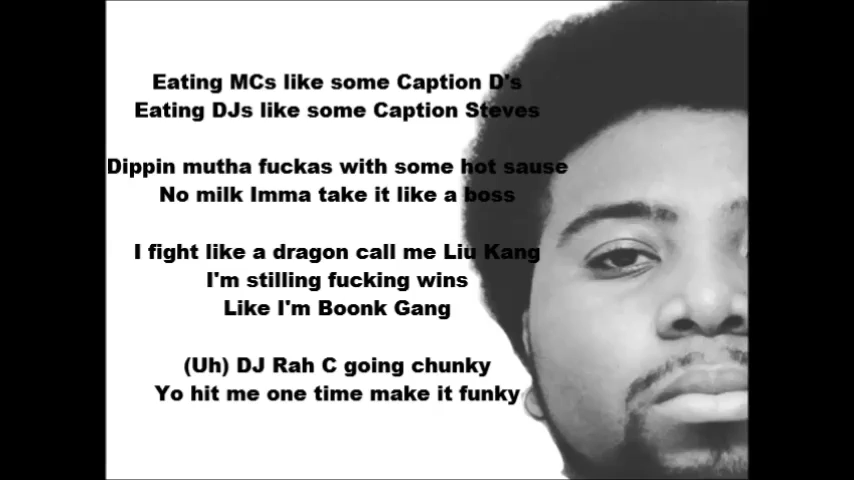 Eating MCs like some Caption D's
Eating DJs like some Caption Steves
Dippin mutha fuckas with some hot sause
No milk Imma take it like a boss
I fight like a dragon call me Liu Kang
I'm stilling fucking wins
Like I'm Boonk Gang
(Uh) DJ Rah C going chunky
Yo hit me one time make it funky